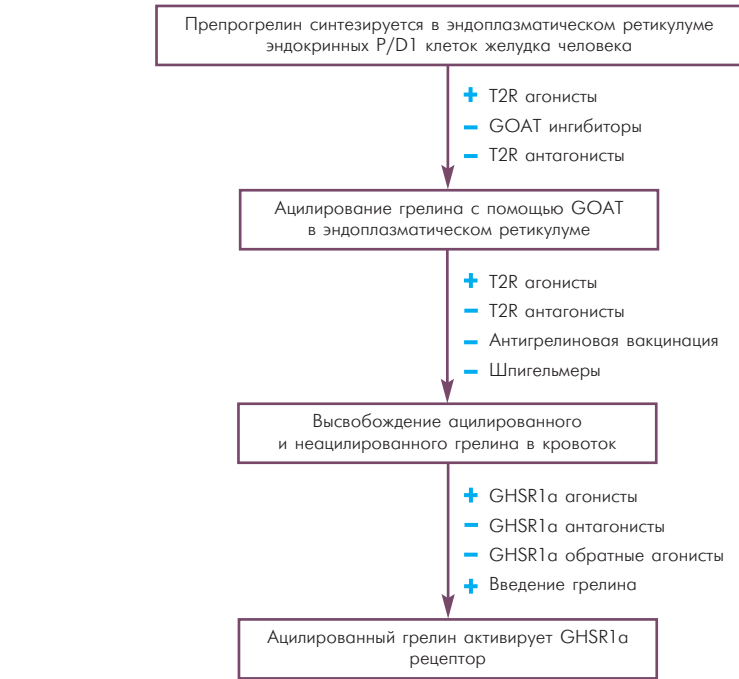 Препрогрелин синтезируется в эндоплазматическом ретикулуме
эндокринных P/D1 клеток желудка человека
+ T2R агонисты
– GOAT ингибиторы
– T2R антагонисты
Ацилирование грелина с помощью GOAT
в эндоплазматическом ретикулуме
+ T2R агонисты
– T2R антагонисты
– Антигрелиновая вакцинация
– Шпигельмеры
Высвобождение ацилированного
и неацилированного грелина в кровоток
+ GHSR1a агонисты
– GHSR1a антагонисты
– GHSR1a обратные агонисты
+ Введение грелина
Ацилированный грелин активирует GHSR1a
рецептор